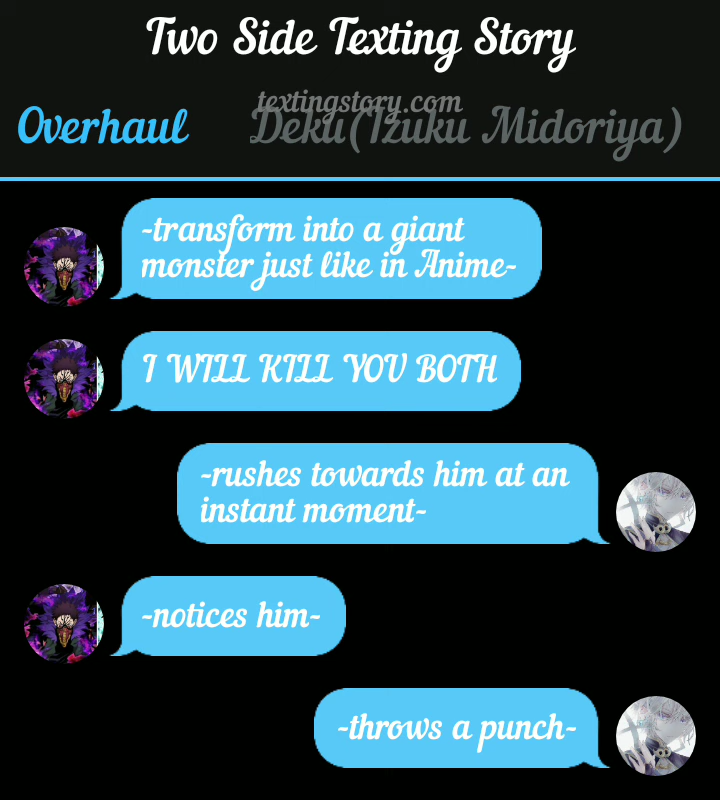 Two Side Texting Story
textingstory.com
Overhaul Deku(Izuku Midoriya)
-transform into a giant
monster just like in Anime-
I WILL KILL YOU BOTH
-rushes towards him at an
instant moment-
-notices him-
-throws a punch-